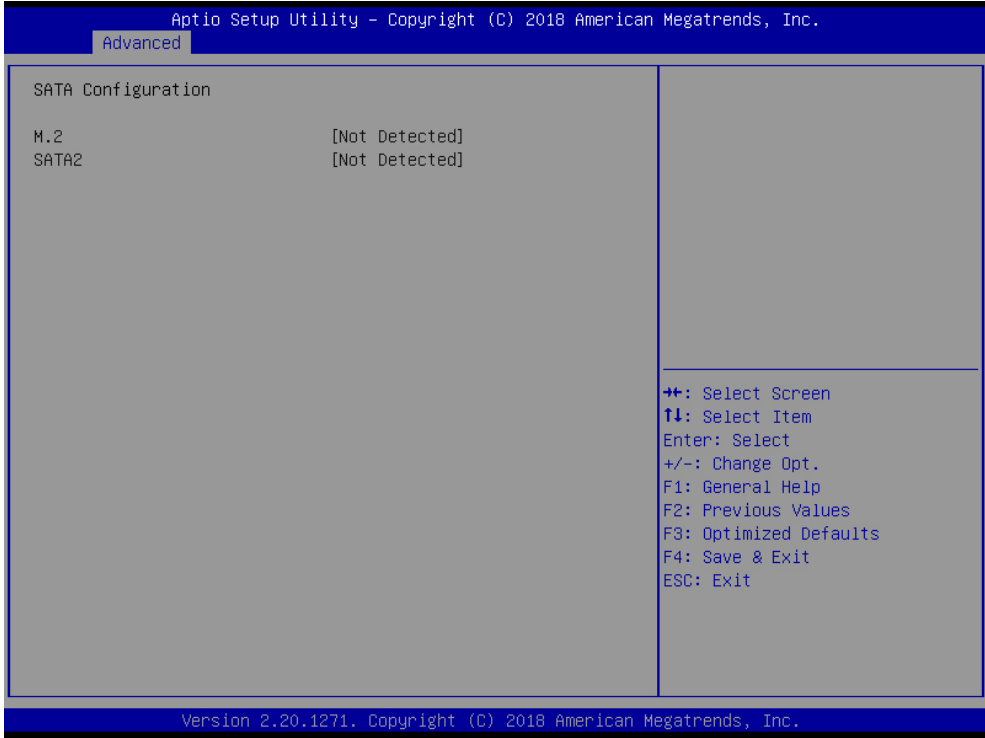 Aptio Setup Utility – Copyright (C) 2018 American Megatrends, Inc.
Advanced
SATA Configuration
M.2 [Not Detected]
SATA2 [Not Detected]
→←: Select Screen
↑↓: Select Item
Enter: Select
+/-: Change Opt.
F1: General Help
F2: Previous Values
F3: Optimized Defaults
F4: Save & Exit
ESC: Exit
Version 2.20.1271. Copyright (C) 2018 American Megatrends, Inc.